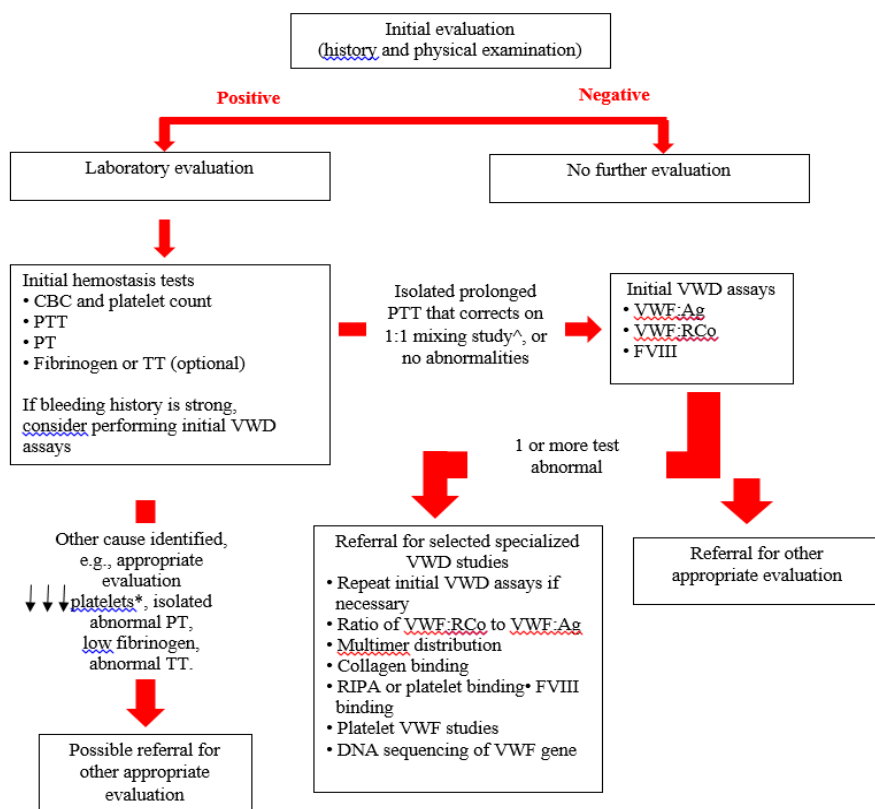 Initial evaluation
(history and physical examination)
Positive
Negative
Laboratory evaluation
No further evaluation
Initial hemostasis tests
• CBC and platelet count
• PTT
• PT
• Fibrinogen or TT (optional)
If bleeding history is strong,
consider performing initial VWD
assays
Isolated prolonged
PTT that corrects on
1:1 mixing study^, or
no abnormalities
Initial VWD assays
• VWF:Ag
• VWF:RCo
• FVIII
1 or more test
abnormal
Other cause identified,
e.g., appropriate
evaluation
↓↓↓platelets*, isolated
abnormal PT,
low fibrinogen,
abnormal TT.
Referral for selected specialized
VWD studies
• Repeat initial VWD assays if
necessary
• Ratio of VWF:RCo to VWF:Ag
• Multimer distribution
• Collagen binding
• RIPA or platelet binding• FVIII
binding
• Platelet VWF studies
• DNA sequencing of VWF gene
Referral for other
appropriate evaluation
Possible referral for
other appropriate
evaluation